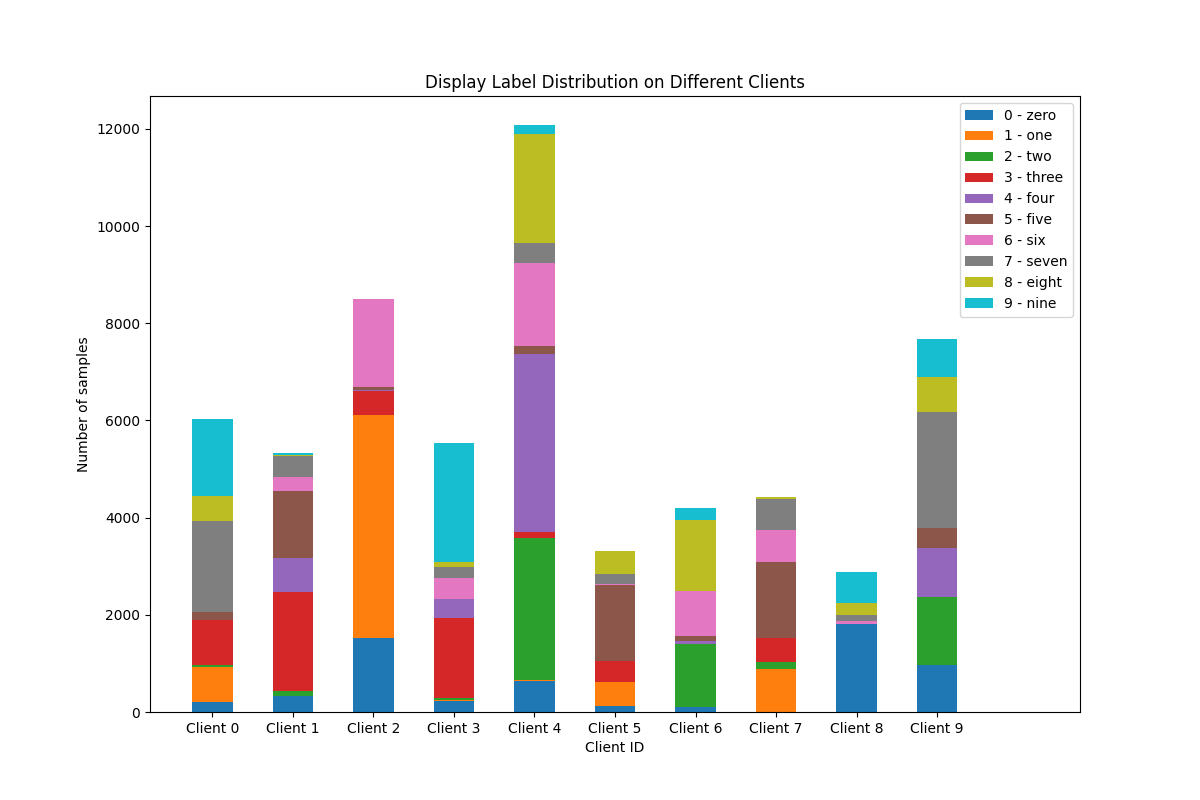 Display Label Distribution on Different Clients
12000
10000
8000
6000
4000
2000
0
Number of samples
0 - zero
1 - one
2 - two
3 - three
4 - four
5 - five
6 - six
7 - seven
8 - eight
9 - nine
Client 0 Client 1 Client 2 Client 3 Client 4 Client 5 Client 6 Client 7 Client 8 Client 9
Client ID